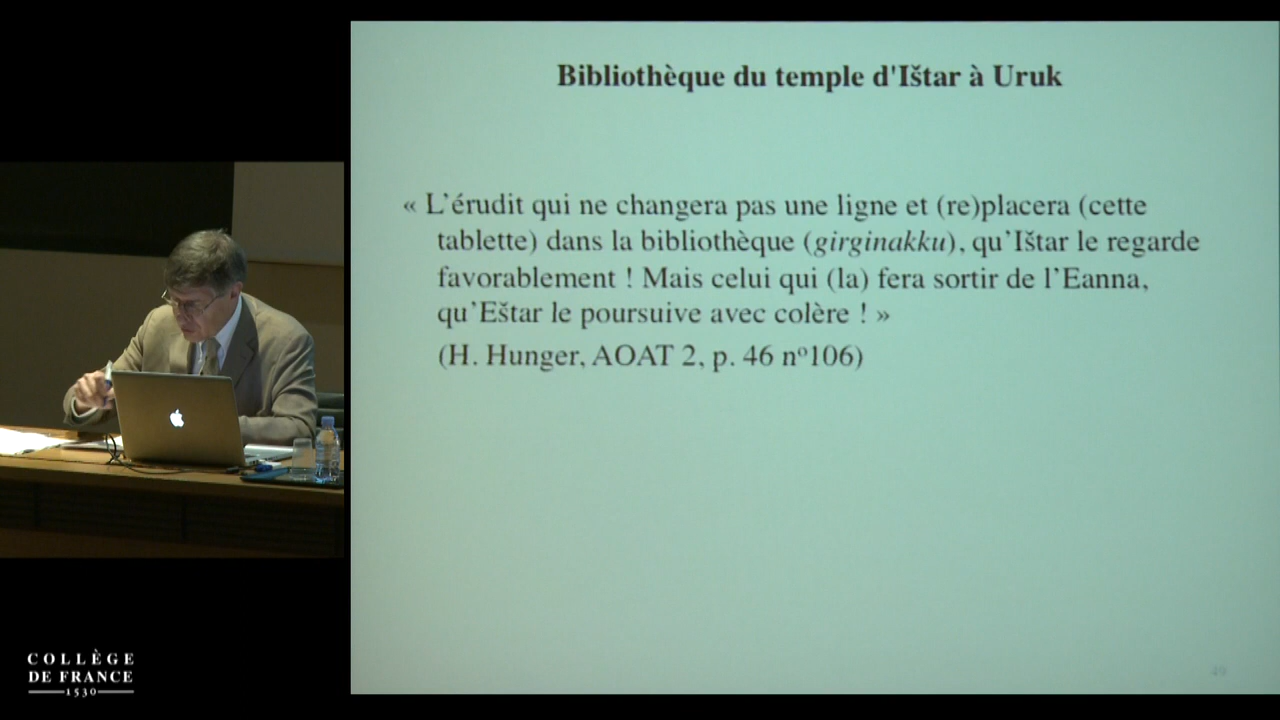 Bibliothèque du temple d'Ištar à Uruk
« L'érudit qui ne changera pas une ligne et (re)placera (cette
tablette) dans la bibliothèque (girginakku), qu'Ištar le regarde
favorablement ! Mais celui qui (la) fera sortir de l'Eanna,
qu'Eštar le poursuive avec colère ! »
(H. Hunger, AOAT 2, p. 46 nº106)
COLLÈGE
DE FRANCE
1530